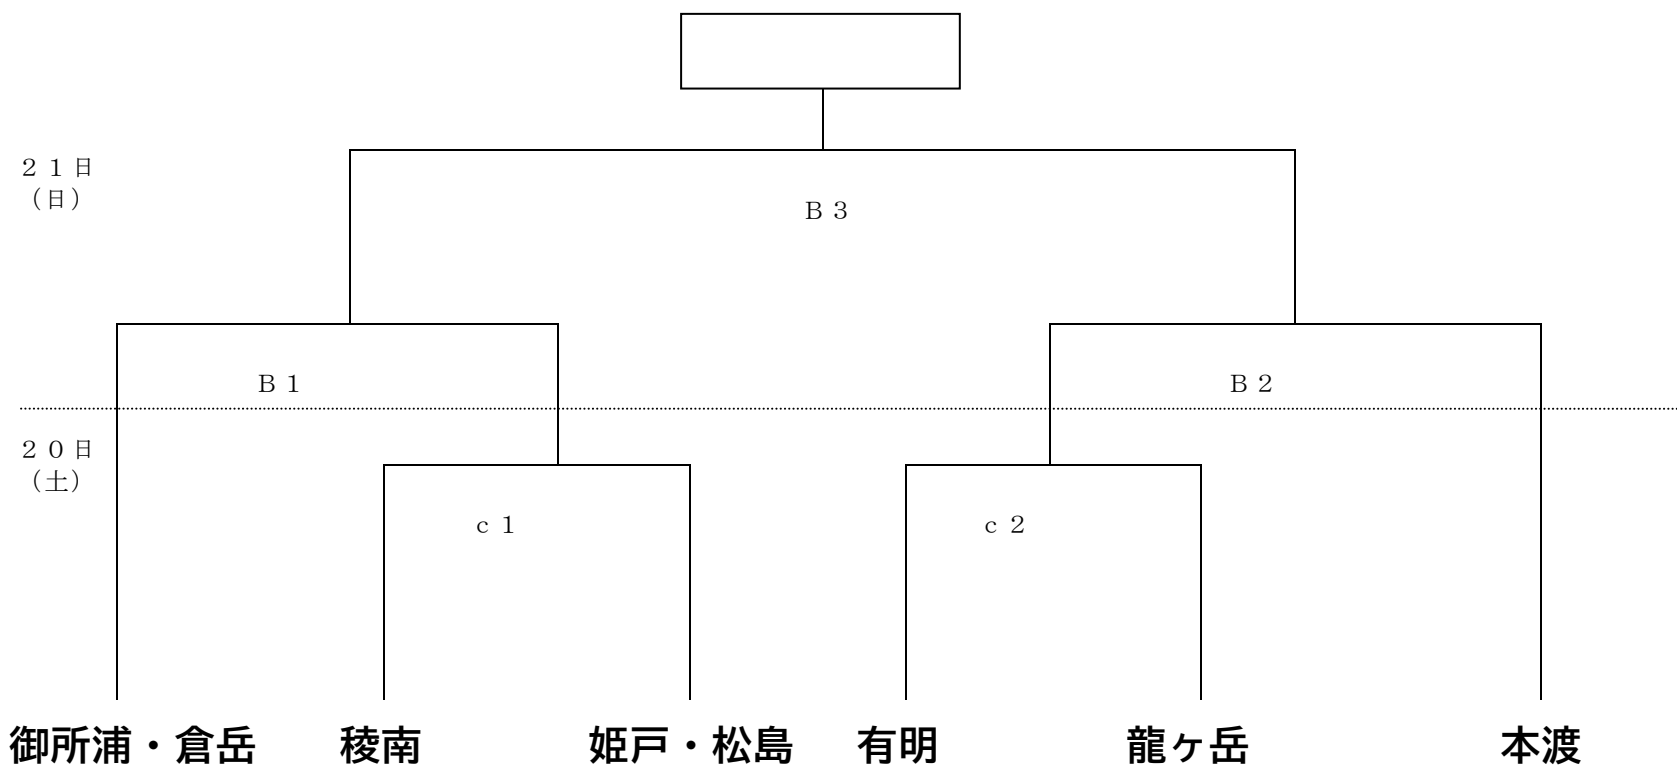 ２１日
（日）
Ｂ３
Ｂ１
Ｂ２
２０日
（土）
ｃ１
ｃ２
御所浦・倉岳
稜南
姫戸・松島
有明
龍ヶ岳
本渡